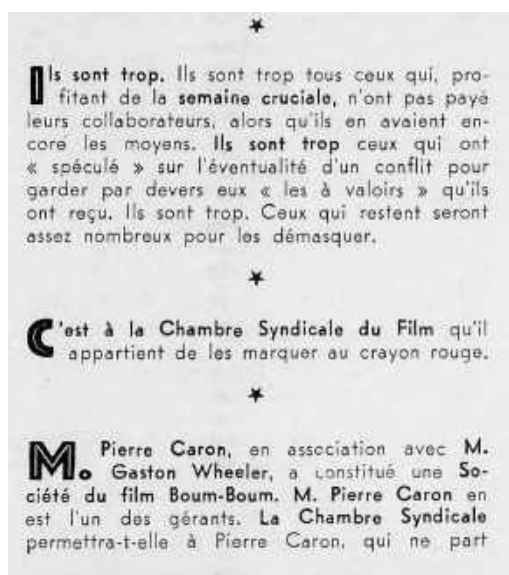 Ils sont trop. Ils sont trop tous ceux qui, pro-
fitant de la semaine cruciale, n'ont pas payé
leurs collaborateurs, alors qu'ils en avaient en-
core les moyens. Ils sont trop ceux qui ont
« spéculé » sur l'éventualité d'un conflit pour
garder par devers eux « les à valoirs » qu'ils
ont reçu. Ils sont trop. Ceux qui restent seront
assez nombreux pour les démasquer.
C'est à la Chambre Syndicale du Film qu'il
appartient de les marquer au crayon rouge.
M. Pierre Caron, en association avec M.
Gaston Wheeler, a constitué une So-
ciété du film Boum-Boum. M. Pierre Caron en
est l'un des gérants. La Chambre Syndicale
permettra-t-elle à Pierre Caron, qui ne part